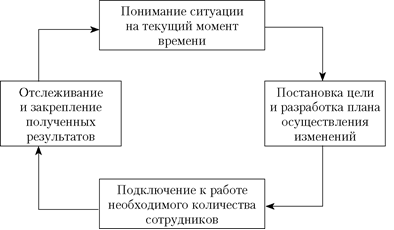 Понимание ситуации
на текущий момент
времени
Постановка цели
и разработка плана
осуществления
изменений
Подключение к работе
необходимого количества
сотрудников
Отслеживание
и закрепление
полученных
результатов